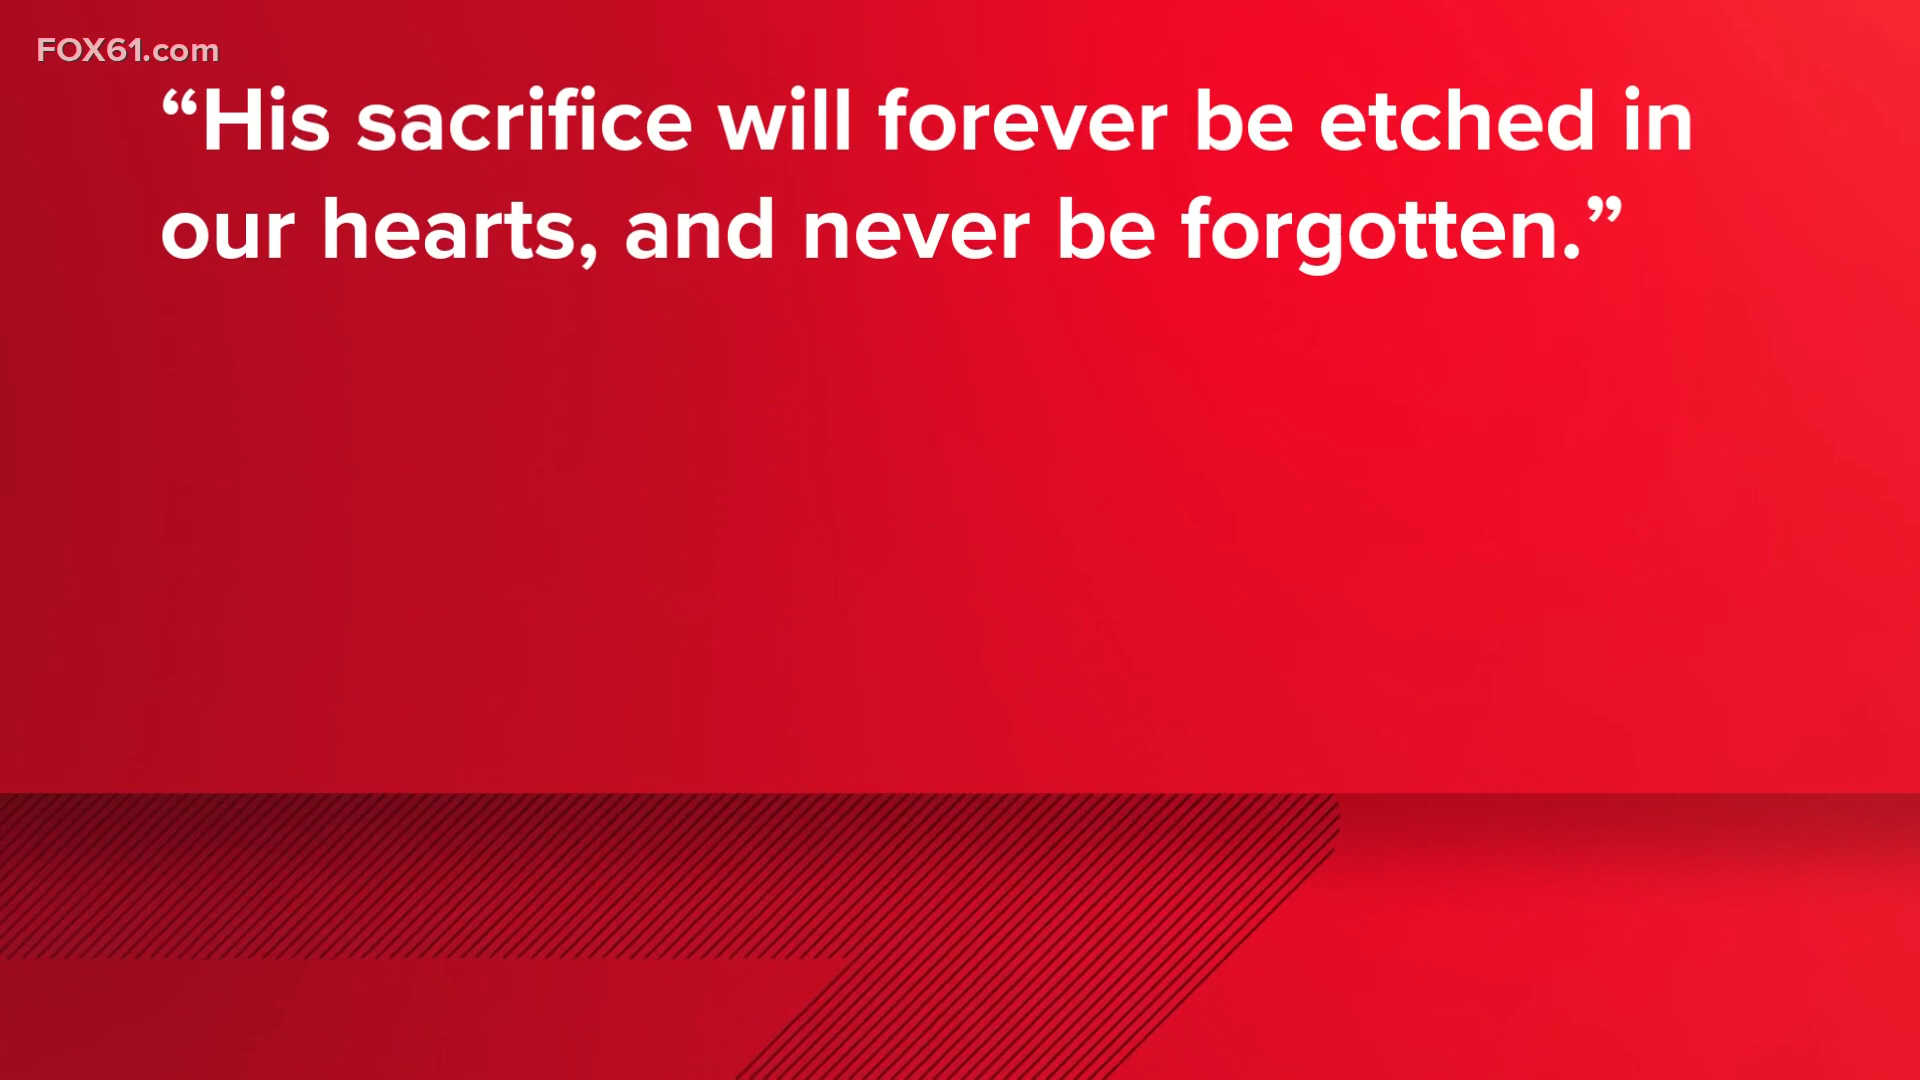 FOX61.com
“His sacrifice will forever be etched in
our hearts, and never be forgotten.”